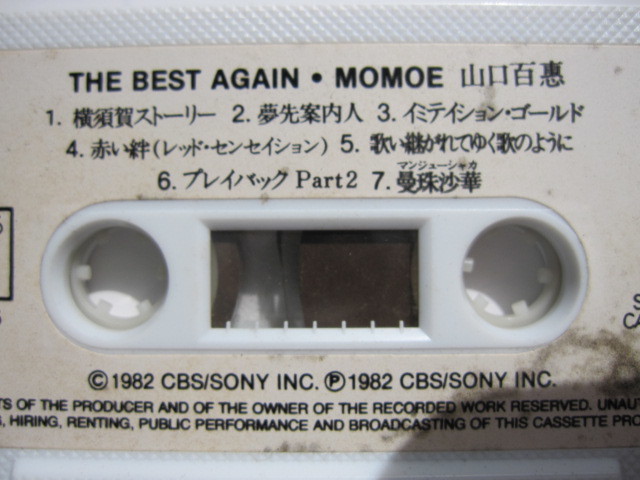 THE BEST AGAIN • MOMOE 山口百惠
1. 横須賀ストーリー 2. 夢先案内人 3. イミテイション・ゴールド
4. 赤い絆(レッド・センセイション) 5. 歌い継がれてゆく歌のように
マンジューシャカ
6. プレイバック Part2 7. 曼珠沙華
©1982 CBS/SONY INC. ℗1982 CBS/SONY INC.
OF THE PRODUCER AND OF THE OWNER OF THE RECORDED WORK RESERVED.
HIRING, RENTING, PUBLIC PERFORMANCE AND BROADCASTING OF THIS CASSETTE